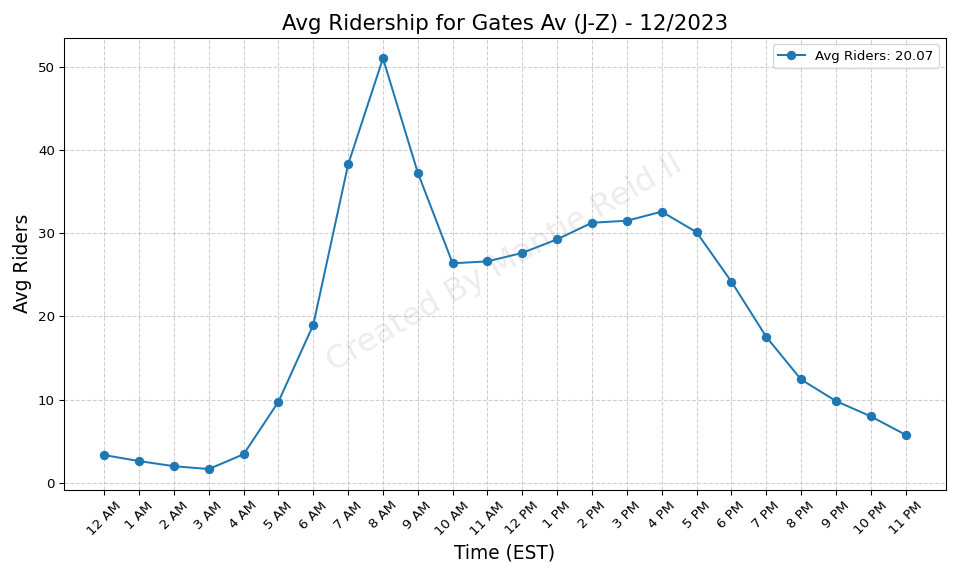 Avg Ridership for Gates Av (J-Z) - 12/2023
Avg Riders: 20.07
Avg Riders
50
40
30
20
10
0
Created By Mantie Reid II
12 AM
1 AM
2 AM
3 AM
4 AM
5 AM
6 AM
7 AM
8 AM
9 AM
10 AM
11 AM
12 PM
1 PM
2 PM
3 PM
4 PM
5 PM
6 PM
7 PM
8 PM
9 PM
10 PM
11 PM
Time (EST)